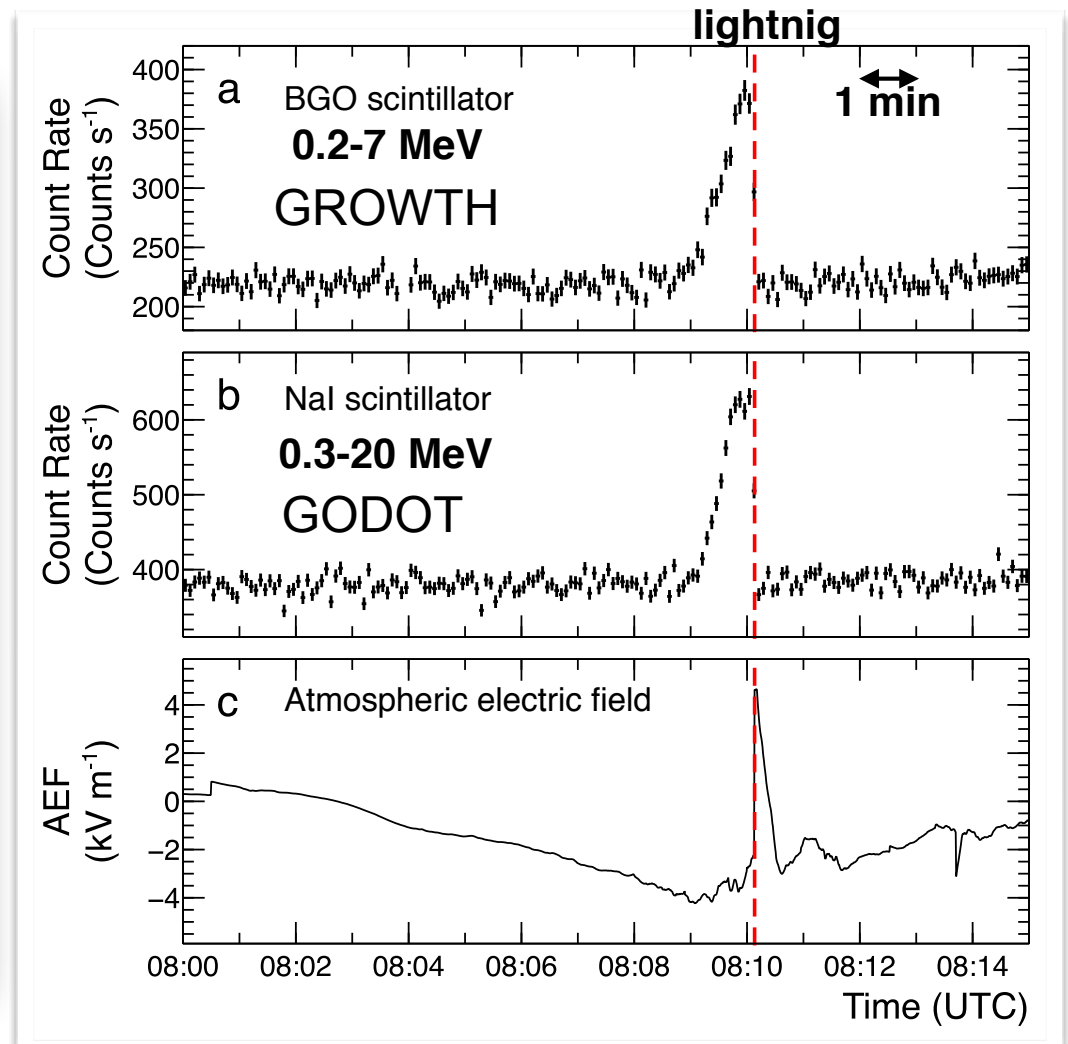 lightnig
400
350
300
250
200
Count Rate
(Counts s-1)
a
BGO scintillator
0.2-7 MeV
GROWTH
1 min
600
500
400
Count Rate
(Counts s-1)
b
NaI scintillator
0.3-20 MeV
GODOT
4
2
0
−2
−4
AEF
(kV m-1)
c
Atmospheric electric field
08:00 08:02 08:04 08:06 08:08 08:10 08:12 08:14
Time (UTC)